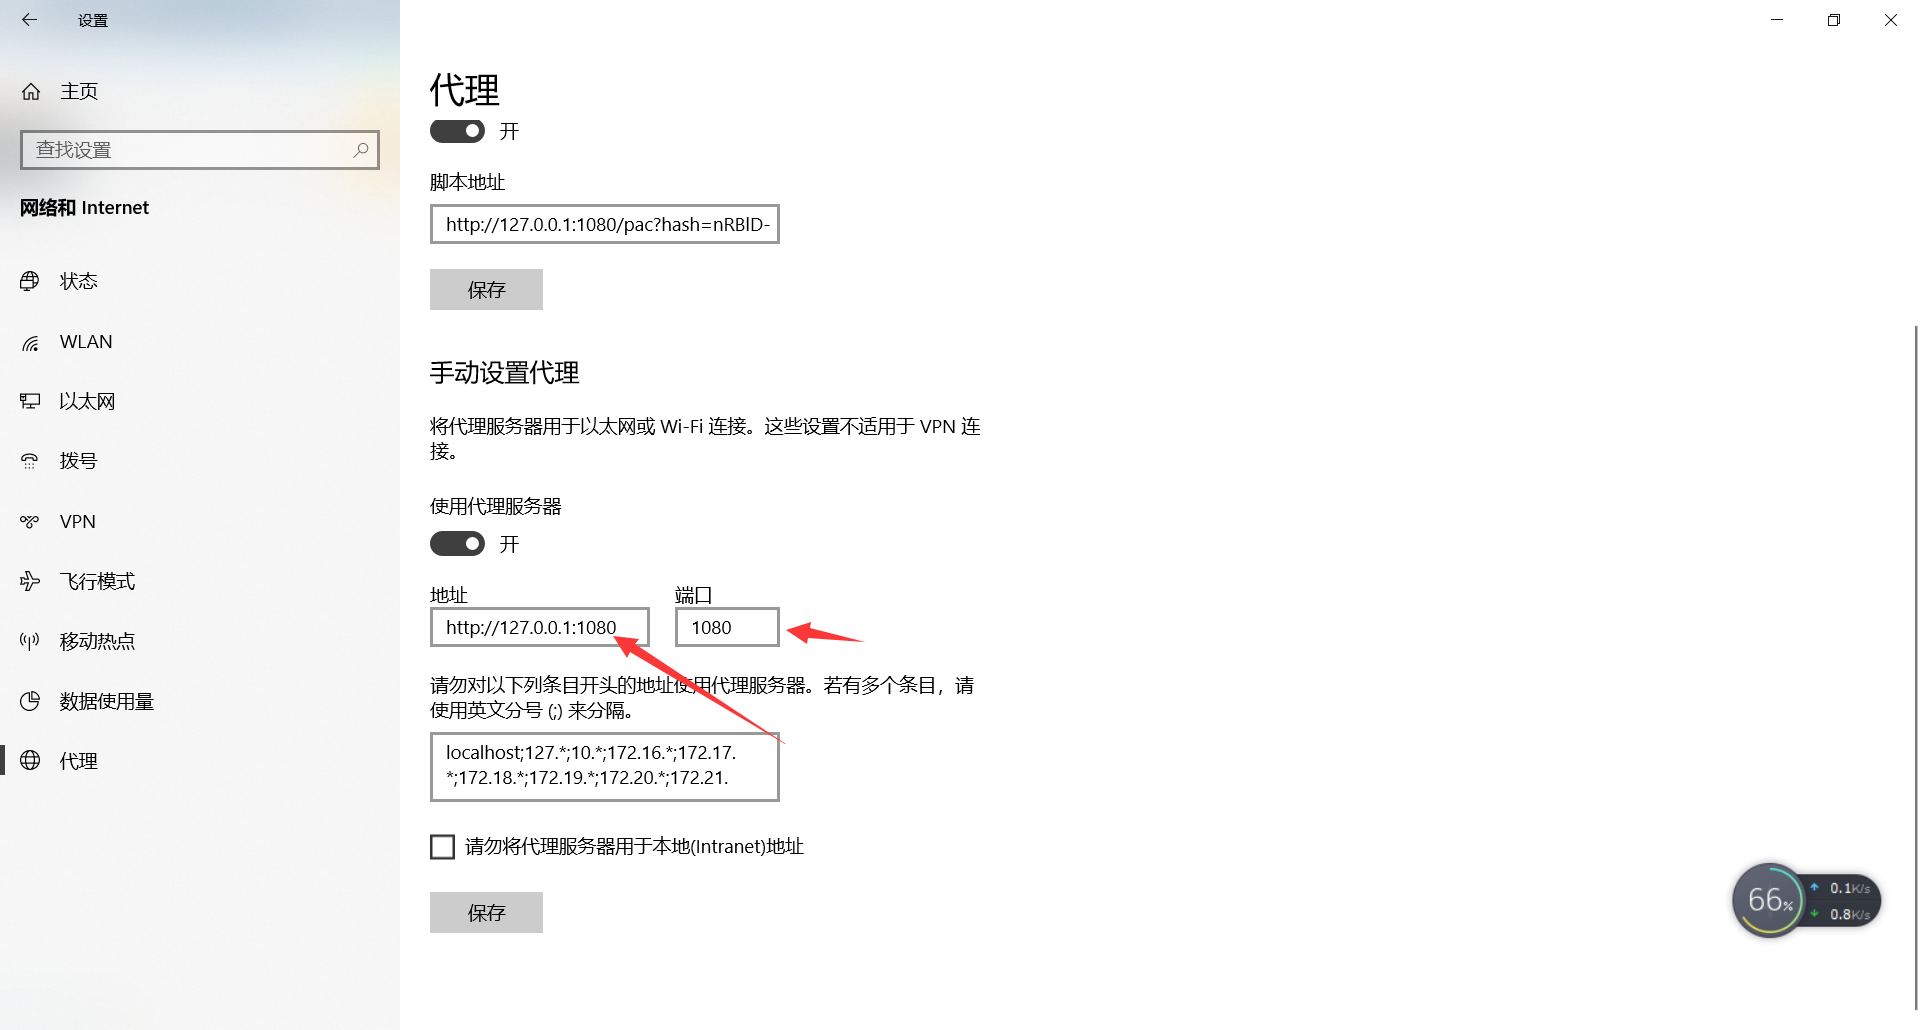 设置
主页
查找设置
网络和 Internet
状态
WLAN
以太网
拨号
VPN
飞行模式
移动热点
数据使用量
代理
代理
开
脚本地址
http://127.0.0.1:1080/pac?hash=nRBlD-
保存
手动设置代理
将代理服务器用于以太网或 Wi-Fi 连接。这些设置不适用于 VPN 连
接。
使用代理服务器
开
地址 端口
http://127.0.0.1:1080 1080
请勿对以下列条目开头的地址使用代理服务器。若有多个条目，请
使用英文分号 (;) 来分隔。
localhost;127.*;10.*;172.16.*;172.17.
*;172.18.*;172.19.*;172.20.*;172.21.
请勿将代理服务器用于本地(Intranet)地址
保存
66%
0.1K/s
0.8K/s